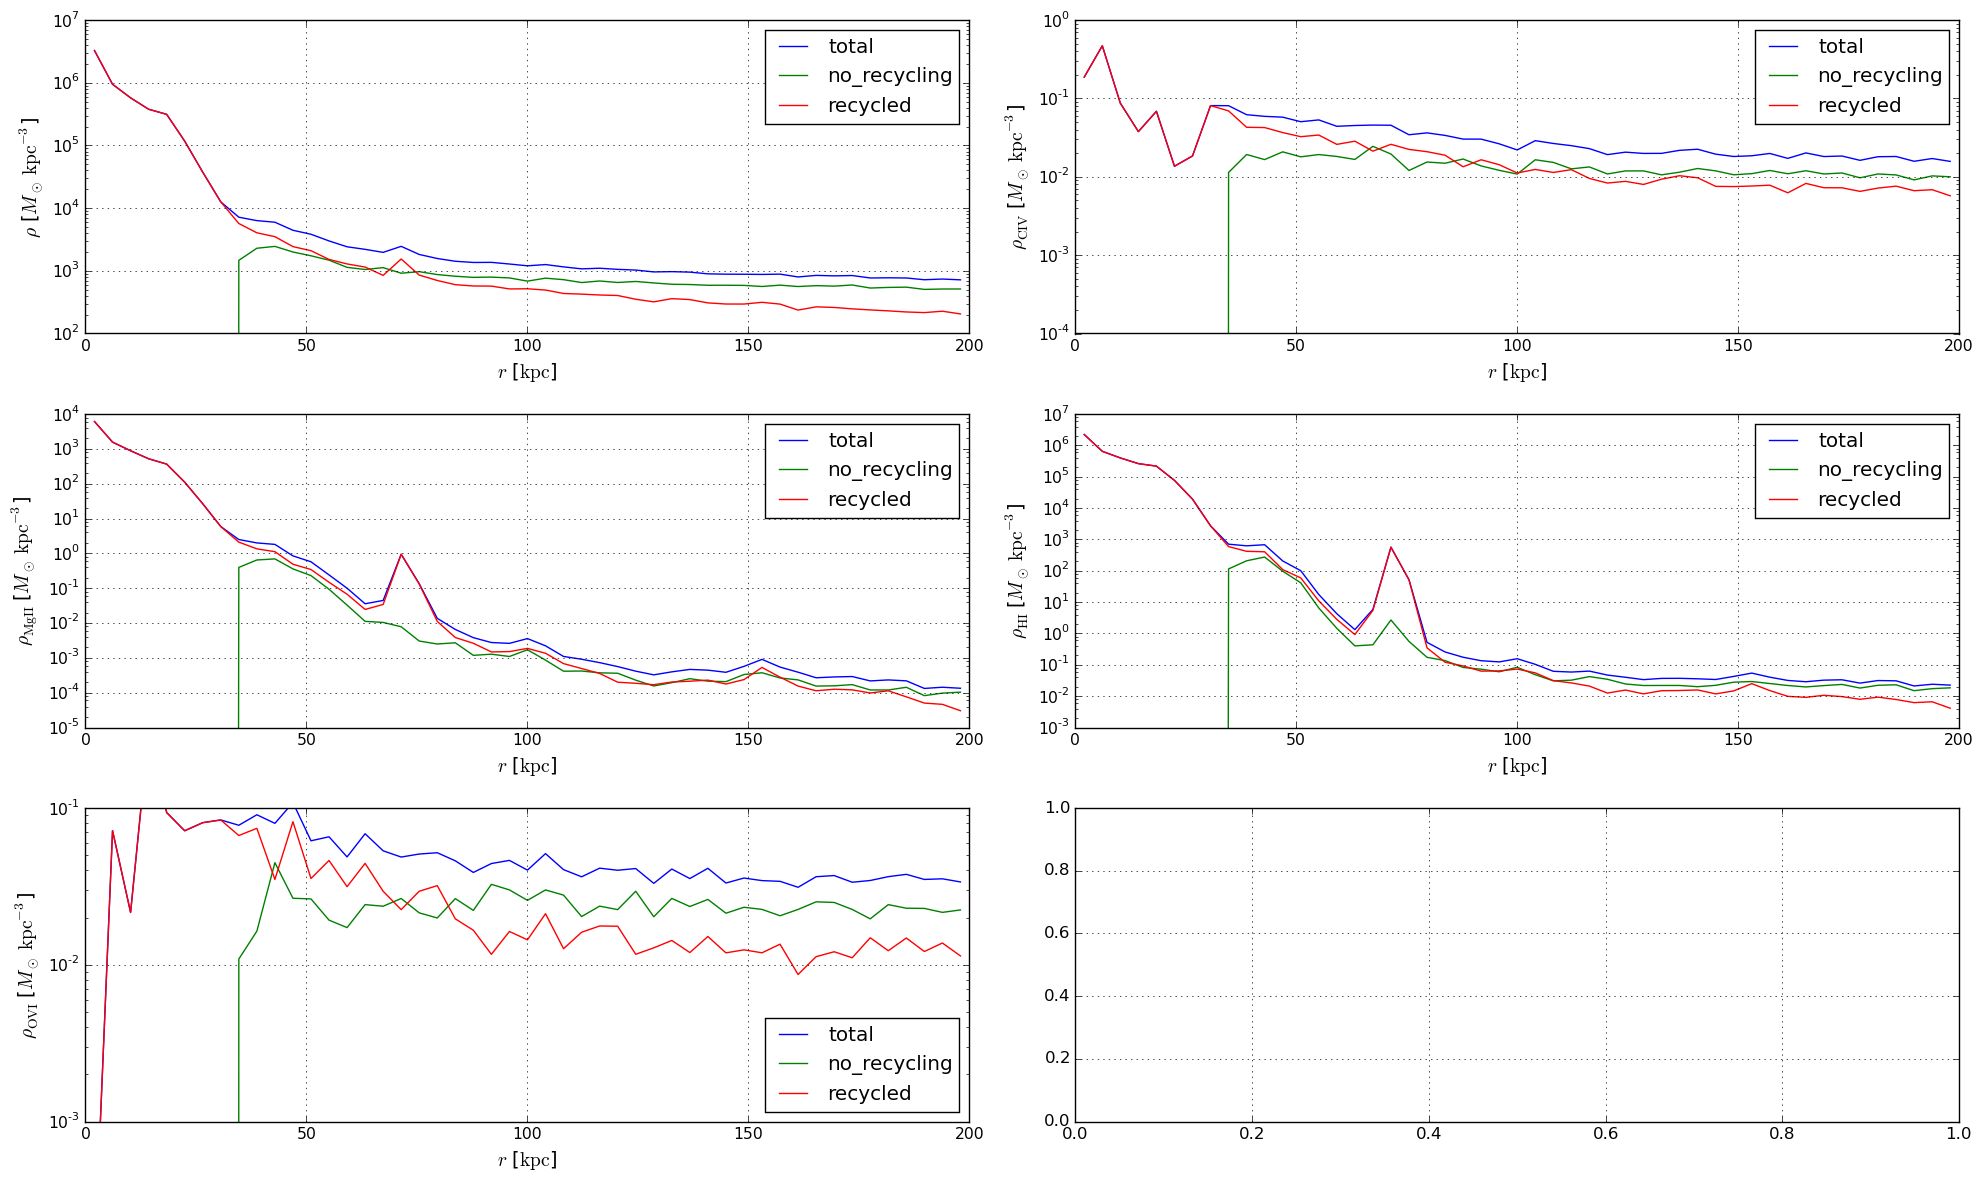 10^7
10^6
10^5
10^4
10^3
10^2
ρ [M_⊙ kpc^{-3}]
0 50 100 150 200
r [kpc]
total
no_recycling
recycled
10^0
10^{-1}
10^{-2}
10^{-3}
10^{-4}
ρ_CIV [M_⊙ kpc^{-3}]
0 50 100 150 200
r [kpc]
total
no_recycling
recycled
10^4
10^3
10^2
10^1
10^0
10^{-1}
10^{-2}
10^{-3}
10^{-4}
10^{-5}
ρ_MgII [M_⊙ kpc^{-3}]
0 50 100 150 200
r [kpc]
total
no_recycling
recycled
10^7
10^6
10^5
10^4
10^3
10^2
10^1
10^0
10^{-1}
10^{-2}
10^{-3}
ρ_HI [M_⊙ kpc^{-3}]
0 50 100 150 200
r [kpc]
total
no_recycling
recycled
10^{-1}
10^{-2}
10^{-3}
ρ_OVI [M_⊙ kpc^{-3}]
0 50 100 150 200
r [kpc]
total
no_recycling
recycled
1.0
0.8
0.6
0.4
0.2
0.0
0.0 0.2 0.4 0.6 0.8 1.0